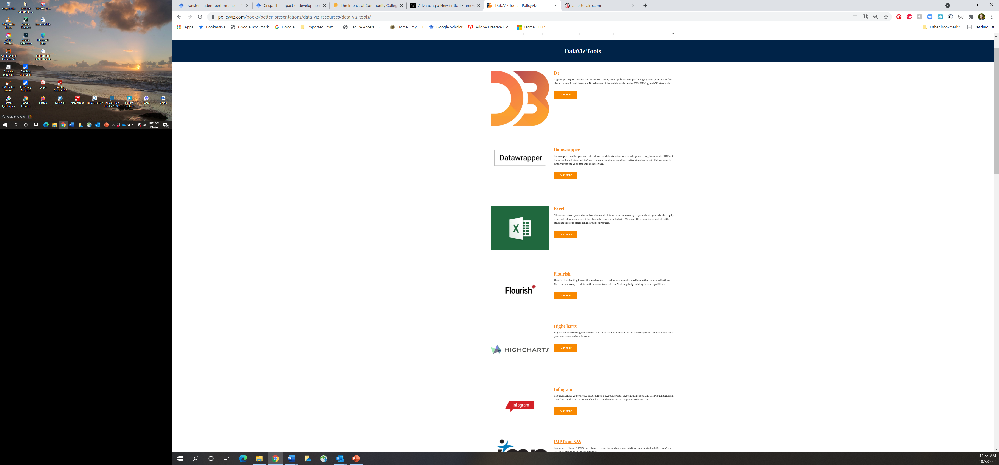 Recycle Bin
2019 AIR
workshop--...
TSP+LRC-Se...
VLC media
player
Adobe
Connect
Bus schedule
Adobe
Creati...
Adobe
Lightroom
Microsoft
Edge
Adobe Digital
Editions 4.5
Calendly
Plugin f...
Dropbox
(Personal)
COE Ticket
System
EduPolicy
Dropbox
graph
Adobe
Acrobat DC
Instant
Eyedropper
Google
Chrome
Firefox
NVivo 12
NoMachine
Tableau 2019.2
Tableau Prep
Builder 2019.2
Kaltura
Capture
Loom
graph
© Paulo P Pereira
11:54 AM
10/5/2021
38
transfer student performance +
Crisp: The impact of developmen
The Impact of Community Colleg
W Advancing a New Critical Framew
DataViz Tools - PolicyViz
albertocairo.com
policyviz.com/books/better-presentations/data-viz-resources/data-viz-tools/
ABP
Apps
Bookmarks
Google Bookmark
Google
Imported From IE
Secure Access SSL...
Home - myFSU
Google Scholar
Adobe Creative Clo...
Home - ELPS
Other bookmarks
Reading list
DataViz Tools
D3
D3
D3.js (or just D3 for Data-Driven Documents) is a JavaScript library for producing dynamic, interactive data
visualizations in web browsers. It makes use of the widely implemented SVG, HTML5, and CSS standards.
LEARN MORE
Datawrapper
Datawrapper
Datawrapper enables you to create interactive data visualizations in a drop-and-drag framework. “[B]”uilt
for journalists, by journalists,” you can create a wide array of interactive visualizations in Datawrapper by
simply dropping your data into the interface.
LEARN MORE
X
Excel
Allows users to organize, format, and calculate data with formulas using a spreadsheet system broken up by
rows and columns. Microsoft Excel usually comes bundled with Microsoft Office and is compatible with
other applications offered in the suite of products.
LEARN MORE
Flourish
Flourish
Flourish is a charting library that enables you to make simple to advanced interactive data visualizations.
The team seems up-to-date on the current trends in the field, regularly building in new capabilities.
LEARN MORE
HIGHCHARTS
HighCharts
Highcharts is a charting library written in pure JavaScript that offers an easy way to add interactive charts to
your web site or web application.
LEARN MORE
infogram
Infogram
Infogram allows you to create infographics, Facebooks posts, presentation slides, and data visualizations in
their drop-and-drag interface. They have a wide selection of templates to choose from.
LEARN MORE
JMP from SAS
Pronounced “Jump”, JMP is an interactive charting and data analysis library connected to SAS. If you’re a
SAS user, this might be the tool for you.
11:54 AM
10/5/2021